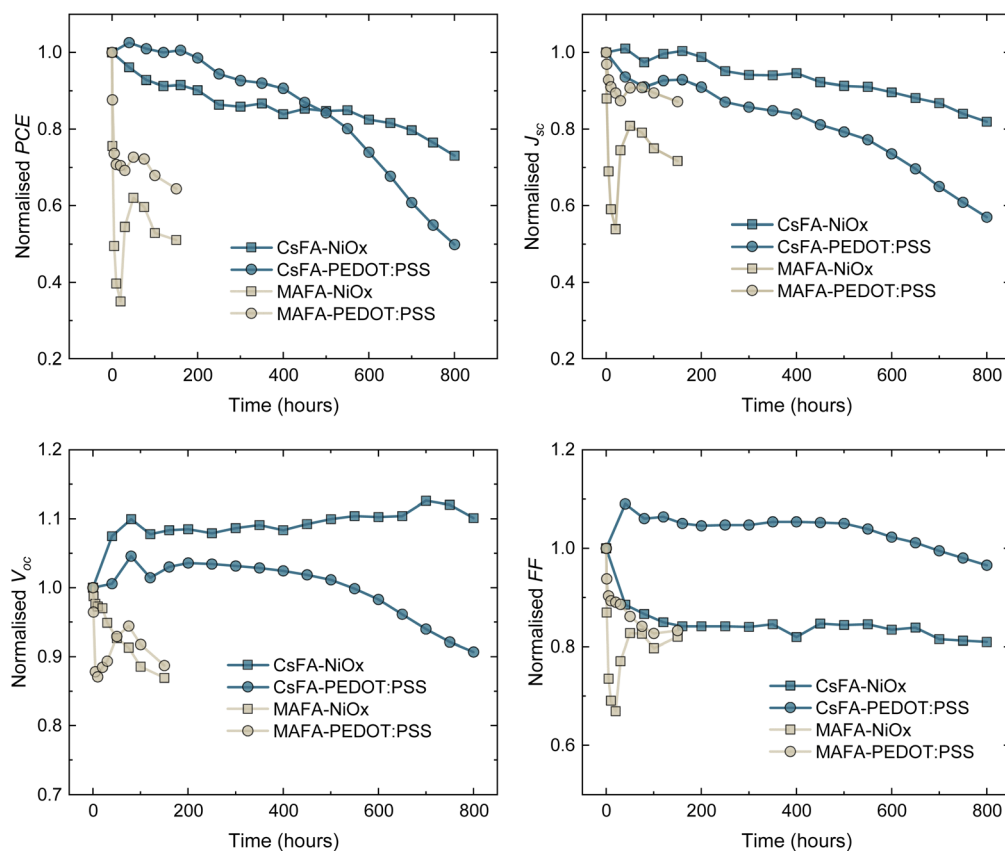 Normalised PCE
1.0
0.8
0.6
0.4
0.2
0
200
400
600
800
Time (hours)
CsFA-NiOx
CsFA-PEDOT:PSS
MAFA-NiOx
MAFA-PEDOT:PSS
Normalised Jsc
1.0
0.8
0.6
0.4
0.2
0
200
400
600
800
Time (hours)
CsFA-NiOx
CsFA-PEDOT:PSS
MAFA-NiOx
MAFA-PEDOT:PSS
Normalised Voc
1.2
1.1
1.0
0.9
0.8
0.7
0
200
400
600
800
Time (hours)
CsFA-NiOx
CsFA-PEDOT:PSS
MAFA-NiOx
MAFA-PEDOT:PSS
Normalised FF
1.2
1.0
0.8
0.6
0
200
400
600
800
Time (hours)
CsFA-NiOx
CsFA-PEDOT:PSS
MAFA-NiOx
MAFA-PEDOT:PSS